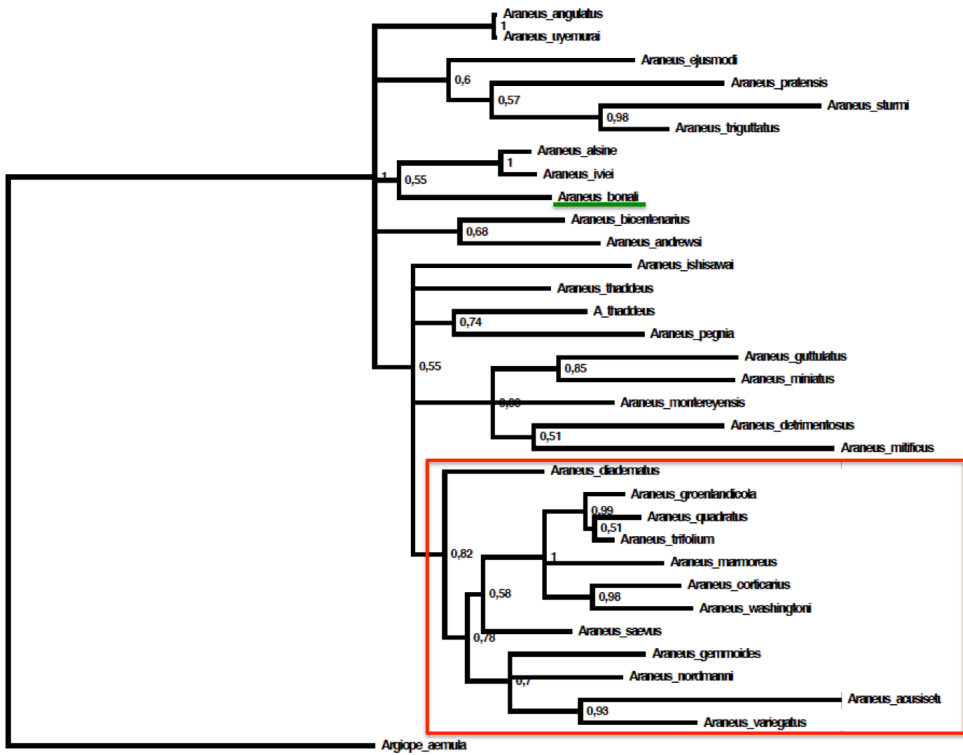 Araneus_angulatus
1
Araneus_uyemurai
Araneus_ejusmodi
0,6
Araneus_pratensis
0,57
Araneus_sturmi
0,98
Araneus_triguttatus
Araneus_alsine
1
Araneus_iviei
1
0,55
Araneus_bonali
Araneus_bicentenarius
0,68
Araneus_andrewsi
Araneus_ishisawai
Araneus_thaddeus
A_thaddeus
0,74
Araneus_pegnia
Araneus_guttulatus
0,55
0,85
Araneus_miniatus
Araneus_montereyensis
Araneus_detrimentosus
0,51
Araneus_mitificus
Araneus_diadematus
Araneus_groenlandicola
0,99
Araneus_quadratus
0,51
Araneus_trifolium
0,82
1
Araneus_marmoreus
Araneus_corticarius
0,58
0,98
Araneus_washingtoni
Araneus_saevus
0,78
Araneus_gemmoides
Araneus_nordmanni
0,7
Araneus_acusisetu
0,93
Araneus_variegatus
Argiope_aemula